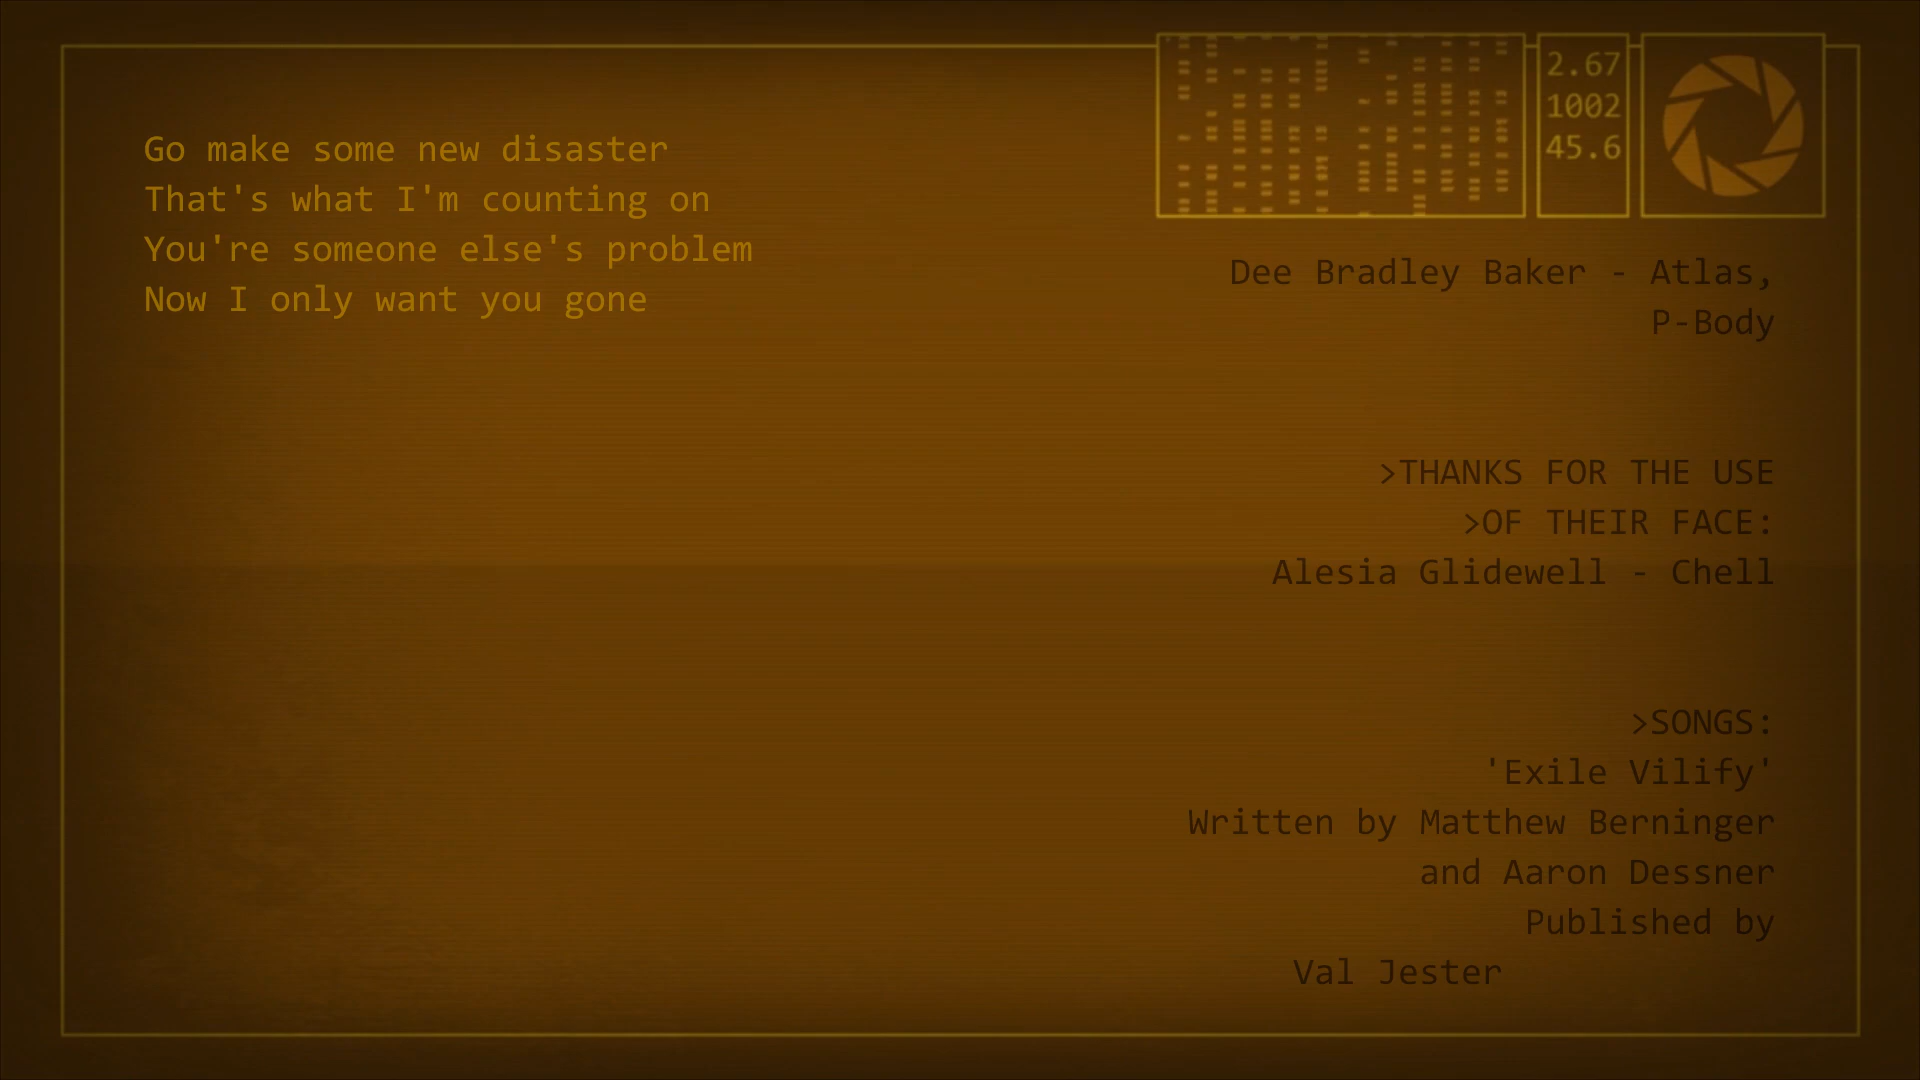 Go make some new disaster
That's what I'm counting on
You're someone else's problem
Now I only want you gone
2.67
1002
45.6
Dee Bradley Baker - Atlas,
P-Body
>THANKS FOR THE USE
>OF THEIR FACE:
Alesia Glidewell - Chell
>SONGS:
'Exile Vilify'
Written by Matthew Berninger
and Aaron Dessner
Published by
Val Jester